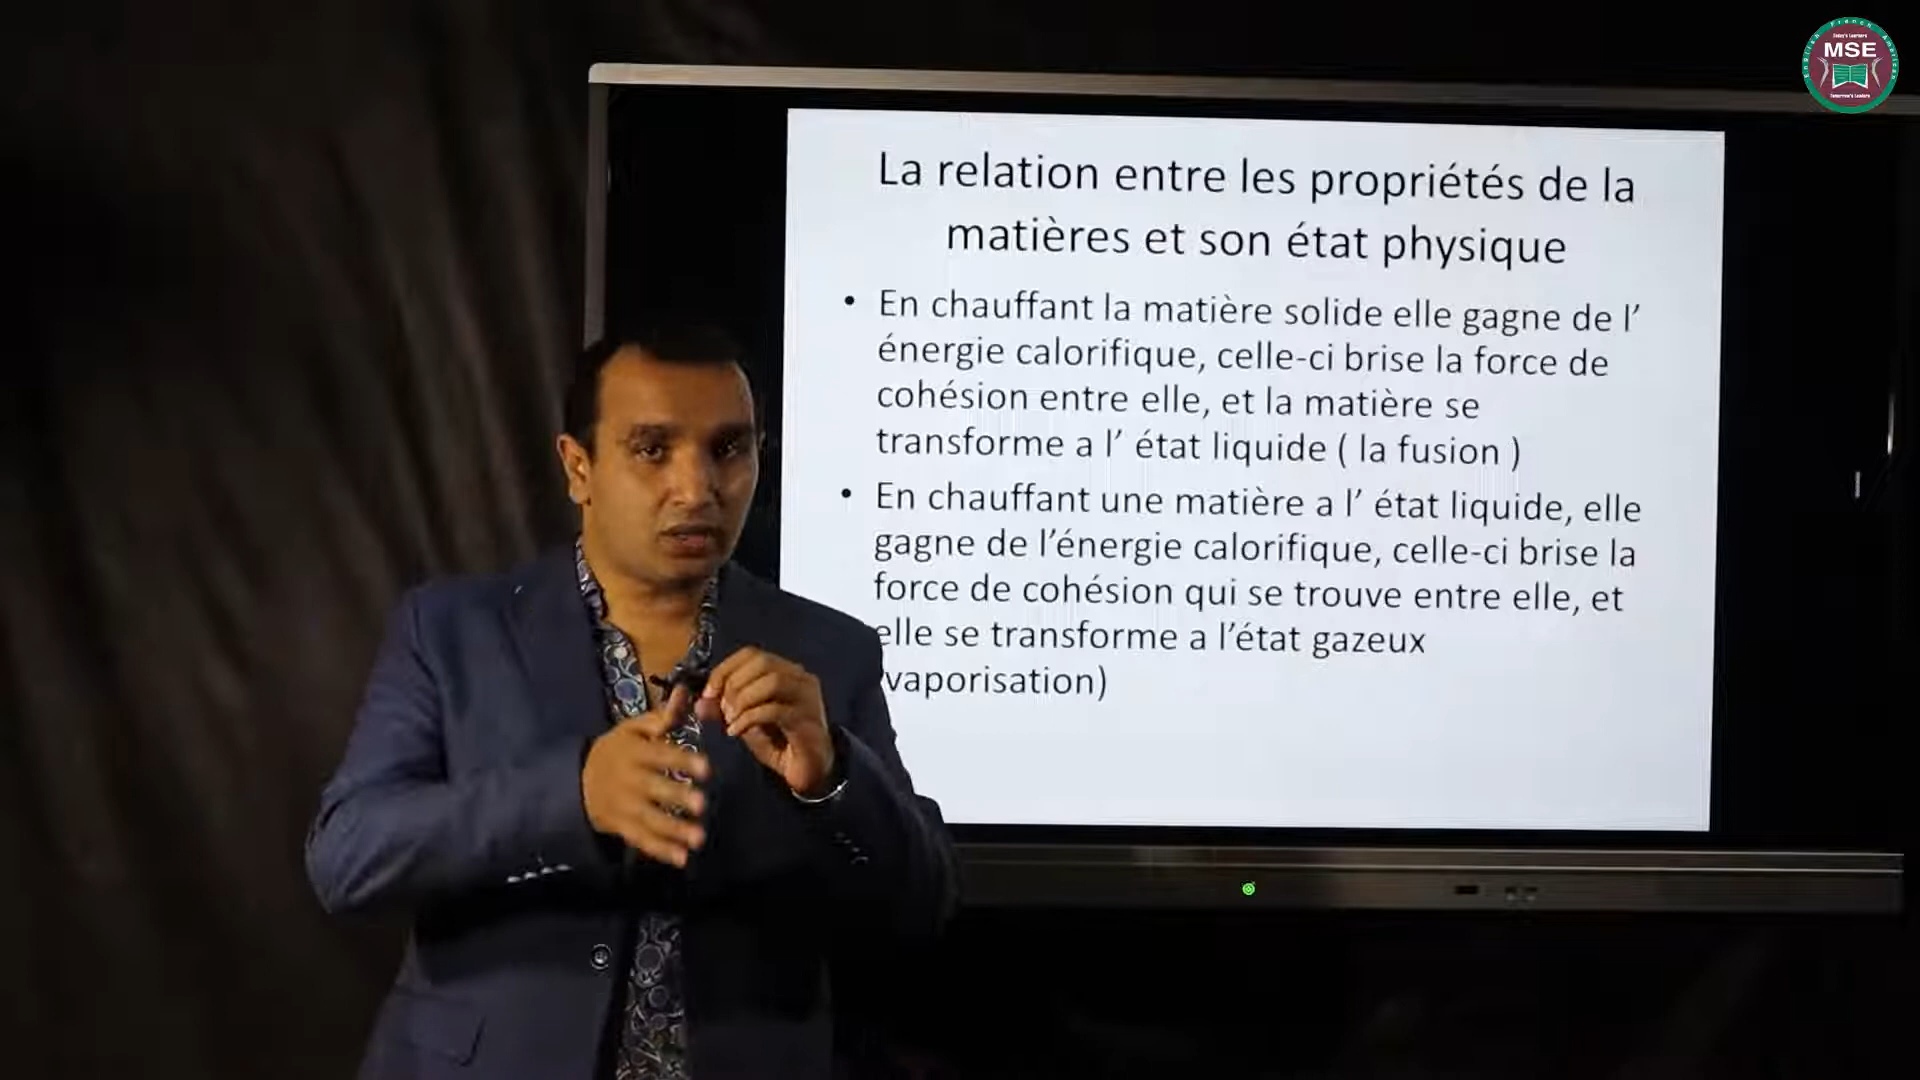 MSE
La relation entre les propriétés de la
matières et son état physique
• En chauffant la matière solide elle gagne de l’
énergie calorifique, celle-ci brise la force de
cohésion entre elle, et la matière se
transforme a l’ état liquide ( la fusion )
• En chauffant une matière a l’ état liquide, elle
gagne de l’énergie calorifique, celle-ci brise la
force de cohésion qui se trouve entre elle, et
elle se transforme a l’état gazeux
vaporisation)